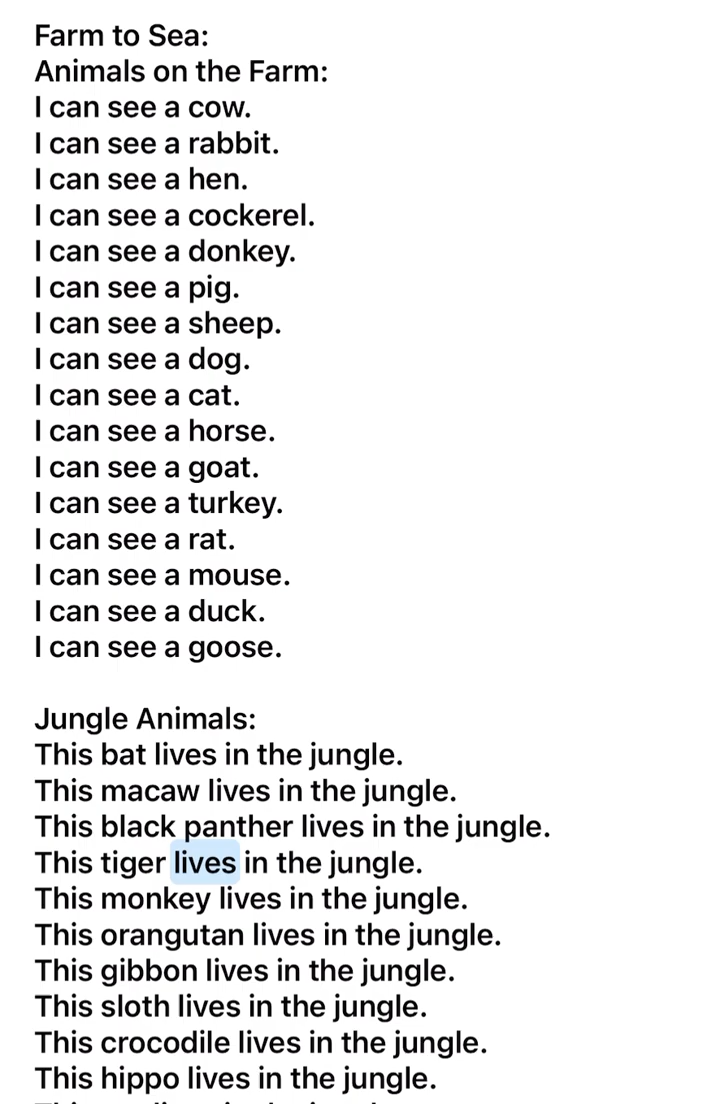 Farm to Sea:
Animals on the Farm:
I can see a cow.
I can see a rabbit.
I can see a hen.
I can see a cockerel.
I can see a donkey.
I can see a pig.
I can see a sheep.
I can see a dog.
I can see a cat.
I can see a horse.
I can see a goat.
I can see a turkey.
I can see a rat.
I can see a mouse.
I can see a duck.
I can see a goose.
Jungle Animals:
This bat lives in the jungle.
This macaw lives in the jungle.
This black panther lives in the jungle.
This tiger lives in the jungle.
This monkey lives in the jungle.
This orangutan lives in the jungle.
This gibbon lives in the jungle.
This sloth lives in the jungle.
This crocodile lives in the jungle.
This hippo lives in the jungle.